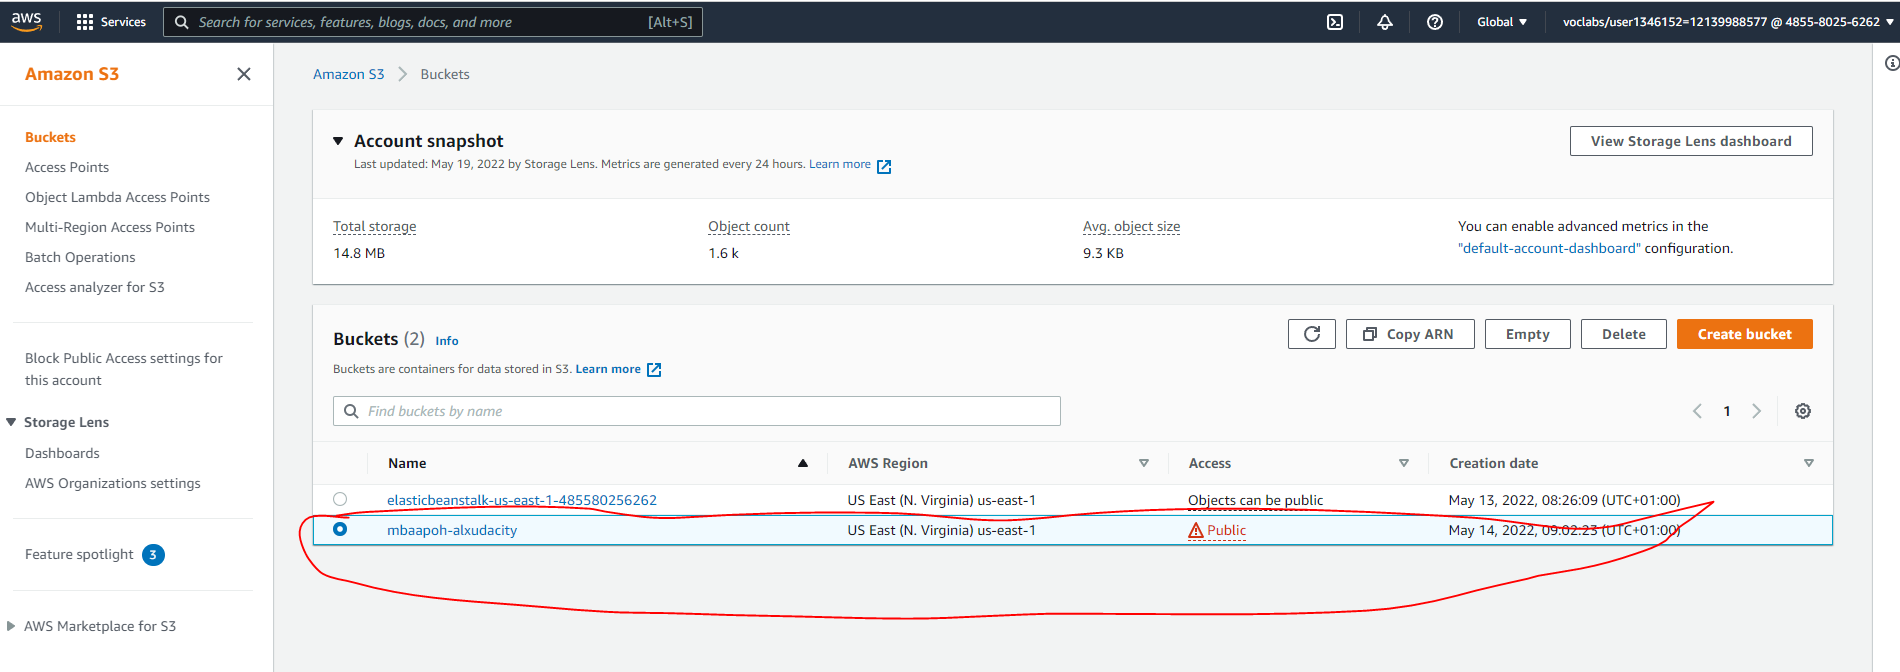 aws Services Search for services, features, blogs, docs, and more [Alt+S] Global voclabs/user1346152=12139988577 @ 4855-8025-6262
Amazon S3
Buckets
Access Points
Object Lambda Access Points
Multi-Region Access Points
Batch Operations
Access analyzer for S3
Block Public Access settings for
this account
Storage Lens
Dashboards
AWS Organizations settings
Feature spotlight 3
AWS Marketplace for S3
Amazon S3 Buckets
Account snapshot View Storage Lens dashboard
Last updated: May 19, 2022 by Storage Lens. Metrics are generated every 24 hours. Learn more
Total storage Object count Avg. object size You can enable advanced metrics in the
14.8 MB 1.6 k 9.3 KB "default-account-dashboard" configuration.
Buckets (2) Info Copy ARN Empty Delete Create bucket
Buckets are containers for data stored in S3. Learn more
Find buckets by name 1
Name AWS Region Access Creation date
elasticbeanstalk-us-east-1-485580256262 US East (N. Virginia) us-east-1 Objects can be public May 13, 2022, 08:26:09 (UTC+01:00)
mbaapoh-alxudacity US East (N. Virginia) us-east-1 Public May 14, 2022, 09:02:23 (UTC+01:00)